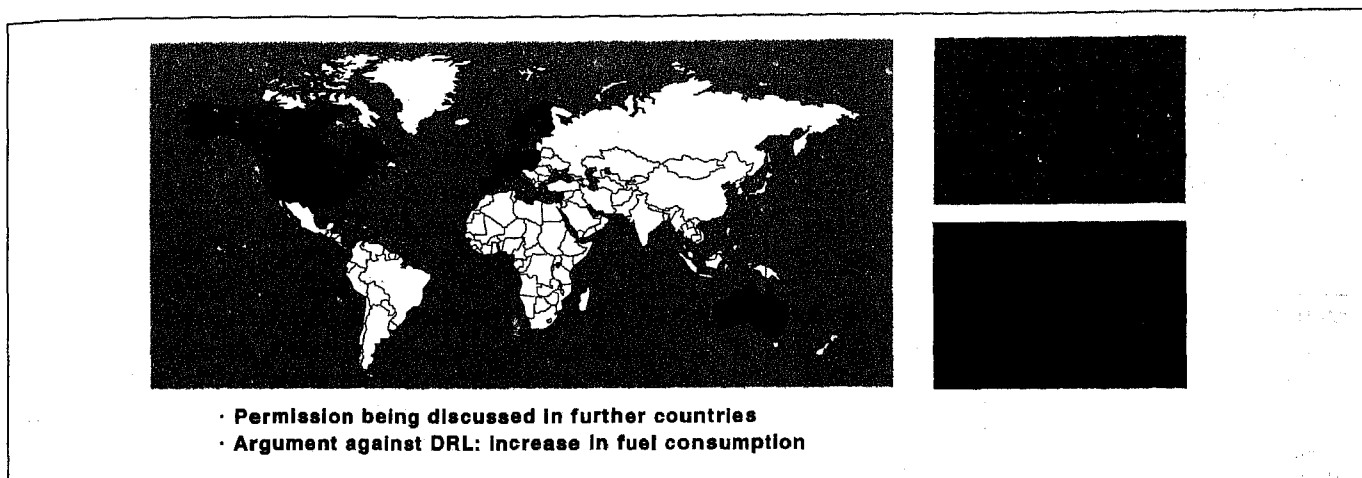 · Permission being discussed in further countries
· Argument against DRL: increase in fuel consumption